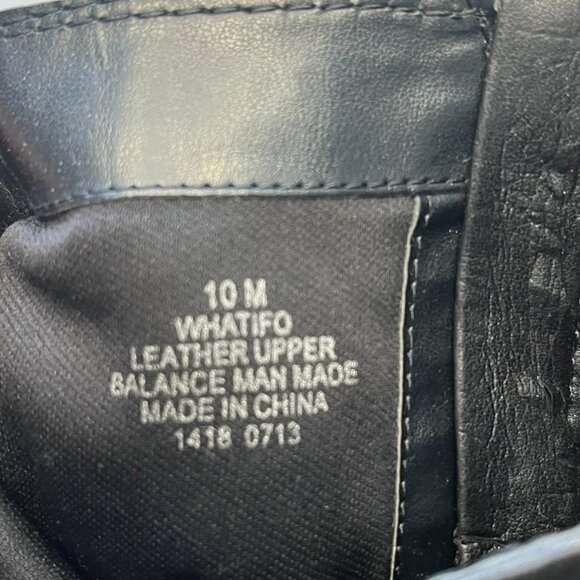 10 M
WHATIFO
LEATHER UPPER
BALANCE MAN MADE
MADE IN CHINA
1418 0713